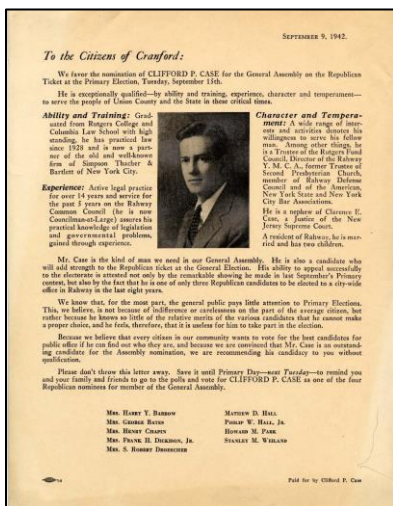 SEPTEMBER 9, 1942.
To the Citizens of Cranford:
We favor the nomination of CLIFFORD P. CASE for the General Assembly on the Republican
Ticket at the Primary Election, Tuesday, September 15th.
He is exceptionally qualified—by ability and training, experience, character and temperament—
to serve the people of Union County and the State in these critical times.
Ability and Training: Grad-
uated from Rutgers College and
Columbia Law School with high
standing, he has practiced law
since 1928 and is now a part-
ner of the old and well-known
firm of Simpson Thacher &
Bartlett of New York City.
Experience: Active legal practice
for over 14 years and service for
the past 5 years on the Rahway
Common Council (he is now
Councilman-at-Large) assures his
practical knowledge of legislation
and governmental problems,
gained through experience.
Character and Tempera-
ment: A wide range of inter-
ests and activities denotes his
willingness to serve his fellow
man. Among other things, he
is a Trustee of the Rutgers Fund
Council, Director of the Rahway
Y. M. C. A., former Trustee of
Second Presbyterian Church,
member of Rahway Defense
Council and of the American,
New York State and New York
City Bar Associations.
He is a nephew of Clarence E.
Case, a Justice of the New
Jersey Supreme Court.
A resident of Rahway, he is mar-
ried and has two children.
Mr. Case is the kind of man we need in our General Assembly. He is also a candidate who
will add strength to the Republican ticket at the General Election. His ability to appeal successfully
to the electorate is attested not only by the remarkable showing he made in last September's Primary
contest, but also by the fact that he is one of only three Republican candidates to be elected to a city-wide
office in Rahway in the last eight years.
We know that, for the most part, the general public pays little attention to Primary Elections.
This, we believe, is not because of indifference or carelessness on the part of the average citizen, but
rather because he knows so little of the relative merits of the various candidates that he cannot make
a proper choice, and he feels, therefore, that it is useless for him to take part in the election.
Because we believe that every citizen in our community wants to vote for the best candidates for
public office if he can find out who they are, and because we are convinced that Mr. Case is an outstand-
ing candidate for the Assembly nomination, we are recommending his candidacy to you without
qualification.
Please don't throw this letter away. Save it until Primary Day—next Tuesday—to remind you
and your family and friends to go to the polls and vote for CLIFFORD P. CASE as one of the four
Republican nominees for member of the General Assembly.
MRS. HARRY Y. BARROW
MRS. GEORGE BATES
MRS. HENRY CHAPIN
MRS. FRANK H. DICKISON, JR.
MRS. S. ROBERT DROESCHER
MATHEW D. HALL
PHILIP W. HALL, JR.
HOWARD M. PARK
STANLEY M. WEILAND
Paid for by Clifford P. Case